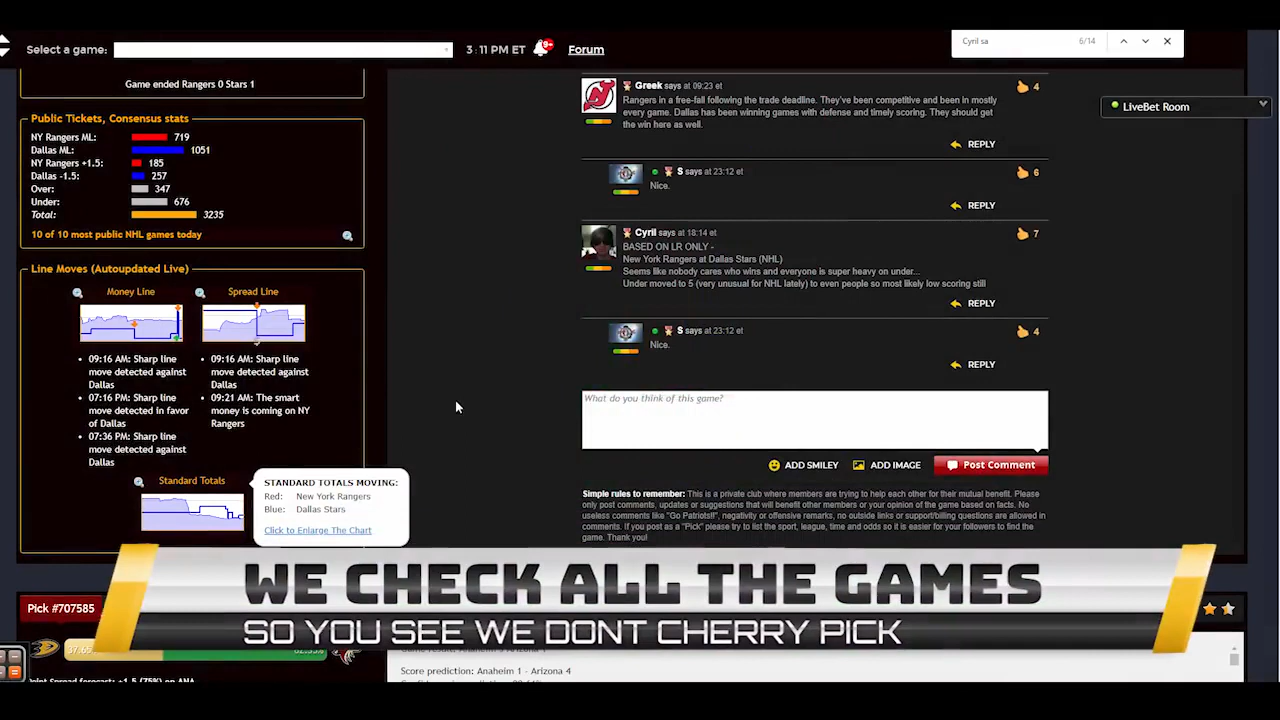 Select a game:
3:11 PM ET
9+
Forum
Cyril sa
6/14
LiveBet Room
Game ended Rangers 0 Stars 1
Public Tickets, Consensus stats
NY Rangers ML: 719
Dallas ML: 1051
NY Rangers +1.5: 185
Dallas -1.5: 257
Over: 347
Under: 676
Total: 3235
10 of 10 most public NHL games today
Line Moves (Autoupdated Live)
Money Line
Spread Line
09:16 AM: Sharp line
move detected against
Dallas
07:16 PM: Sharp line
move detected in favor
of Dallas
07:36 PM: Sharp line
move detected against
Dallas
09:16 AM: Sharp line
move detected against
Dallas
09:21 AM: The smart
money is coming on NY
Rangers
Standard Totals
STANDARD TOTALS MOVING:
Red: New York Rangers
Blue: Dallas Stars
Click to Enlarge The Chart
Greek says at 09:23 et
4
Rangers in a free-fall following the trade deadline. They've been competitive and been in mostly
every game. Dallas has been winning games with defense and timely scoring. They should get
the win here as well.
REPLY
S says at 23:12 et
6
Nice.
REPLY
Cyril says at 18:14 et
7
BASED ON LR ONLY -
New York Rangers at Dallas Stars (NHL)
Seems like nobody cares who wins and everyone is super heavy on under...
Under moved to 5 (very unusual for NHL lately) to even people so most likely low scoring still
REPLY
S says at 23:12 et
4
Nice.
REPLY
What do you think of this game?
ADD SMILEY
ADD IMAGE
Post Comment
Simple rules to remember: This is a private club where members are trying to help each other for their mutual benefit. Please
only post comments, updates or suggestions that will benefit other members or your opinion of the game based on facts. No
useless comments like "Go Patriots!!", negativity or offensive remarks, no outside links or support/billing questions are allowed in
comments. If you post as a "Pick" please try to list the sport, league, time and odds so it is easier for your followers to find the
game. Thank you!
WE CHECK ALL THE GAMES
SO YOU SEE WE DONT CHERRY PICK
Pick #707585
Score prediction: Anaheim 1 - Arizona 4